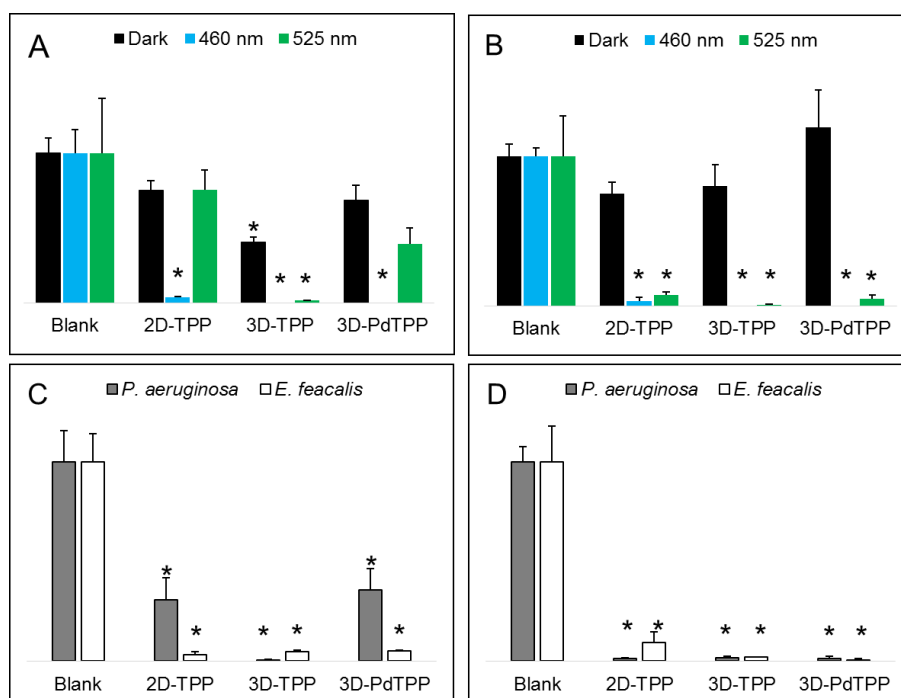 A
Dark 460 nm 525 nm
*
* * * *
Blank 2D-TPP 3D-TPP 3D-PdTPP
B
Dark 460 nm 525 nm
* * * * * *
Blank 2D-TPP 3D-TPP 3D-PdTPP
C
P. aeruginosa E. feacalis
* *
* * * *
Blank 2D-TPP 3D-TPP 3D-PdTPP
D
P. aeruginosa E. feacalis
* * * * * *
Blank 2D-TPP 3D-TPP 3D-PdTPP